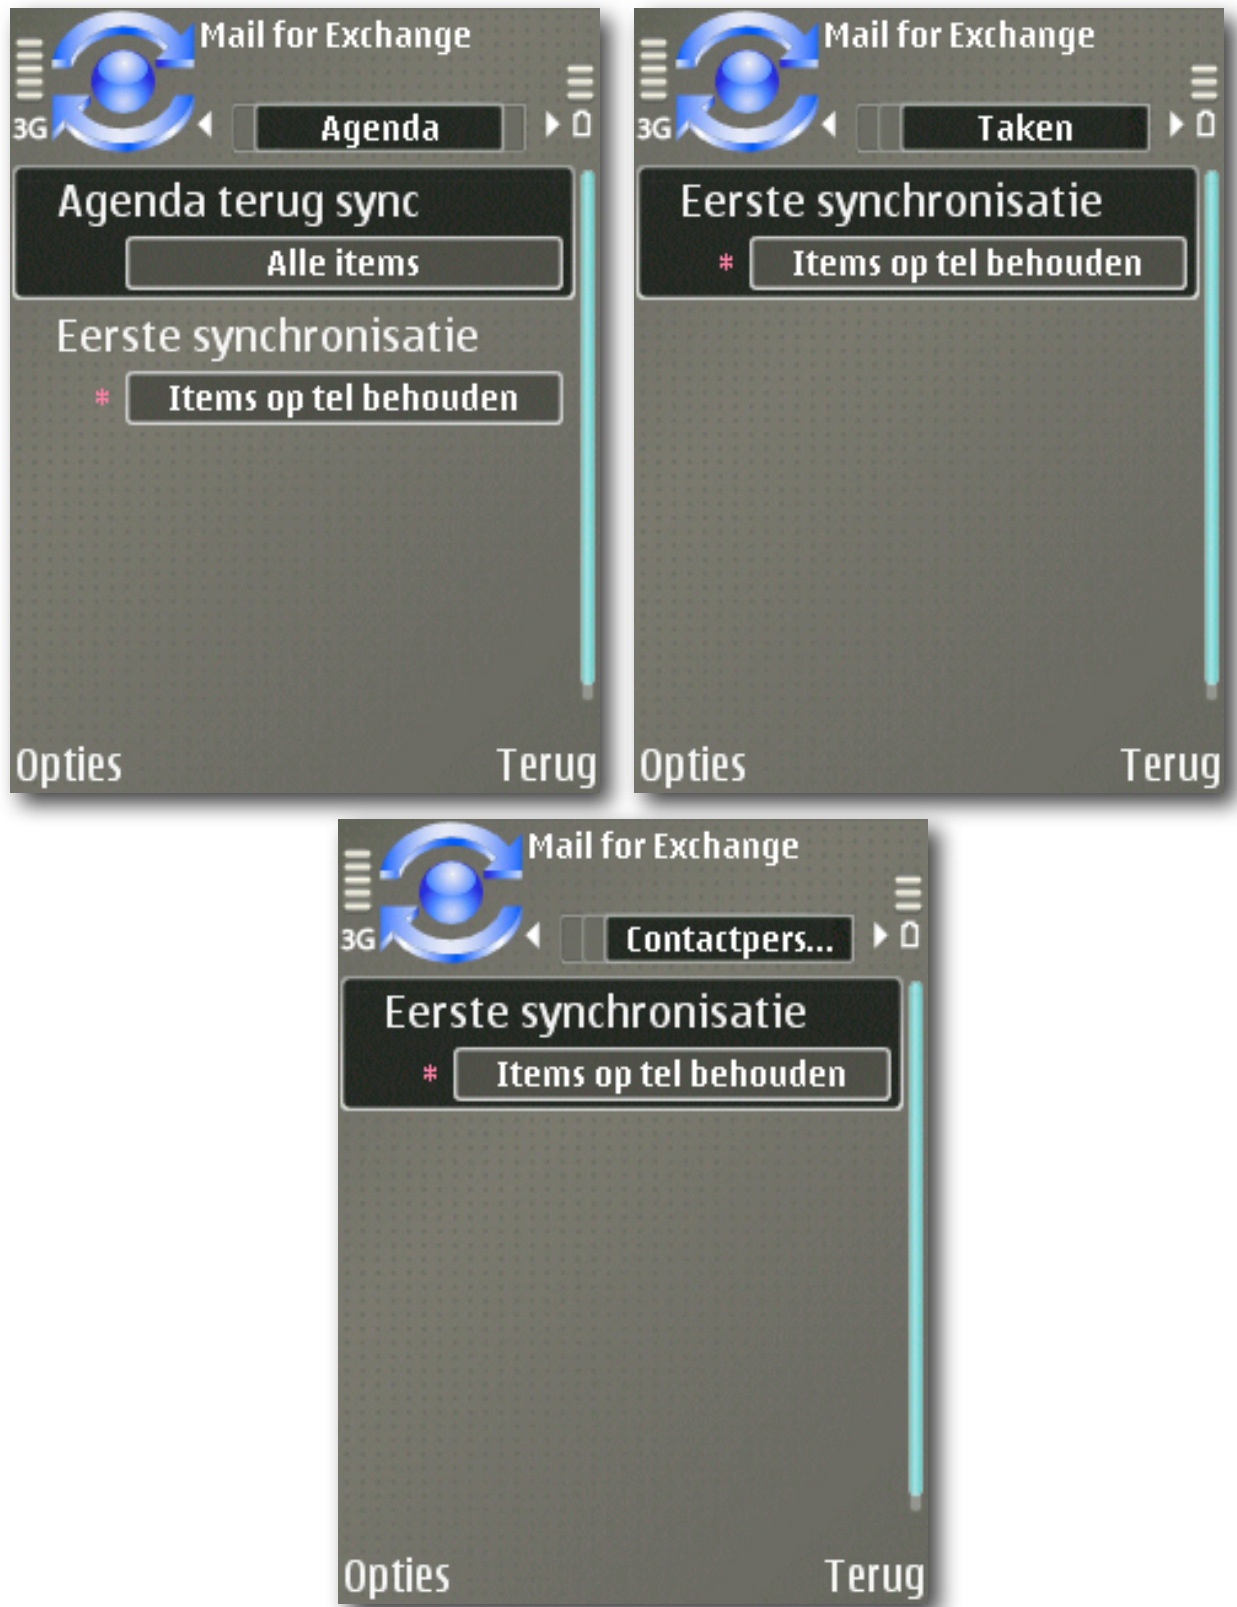 Mail for Exchange
3G
Agenda
Agenda terug sync
Alle items
Eerste synchronisatie
* Items op tel behouden
Opties
Terug
Mail for Exchange
3G
Taken
Eerste synchronisatie
* Items op tel behouden
Opties
Terug
Mail for Exchange
3G
Contactpers...
Eerste synchronisatie
* Items op tel behouden
Opties
Terug